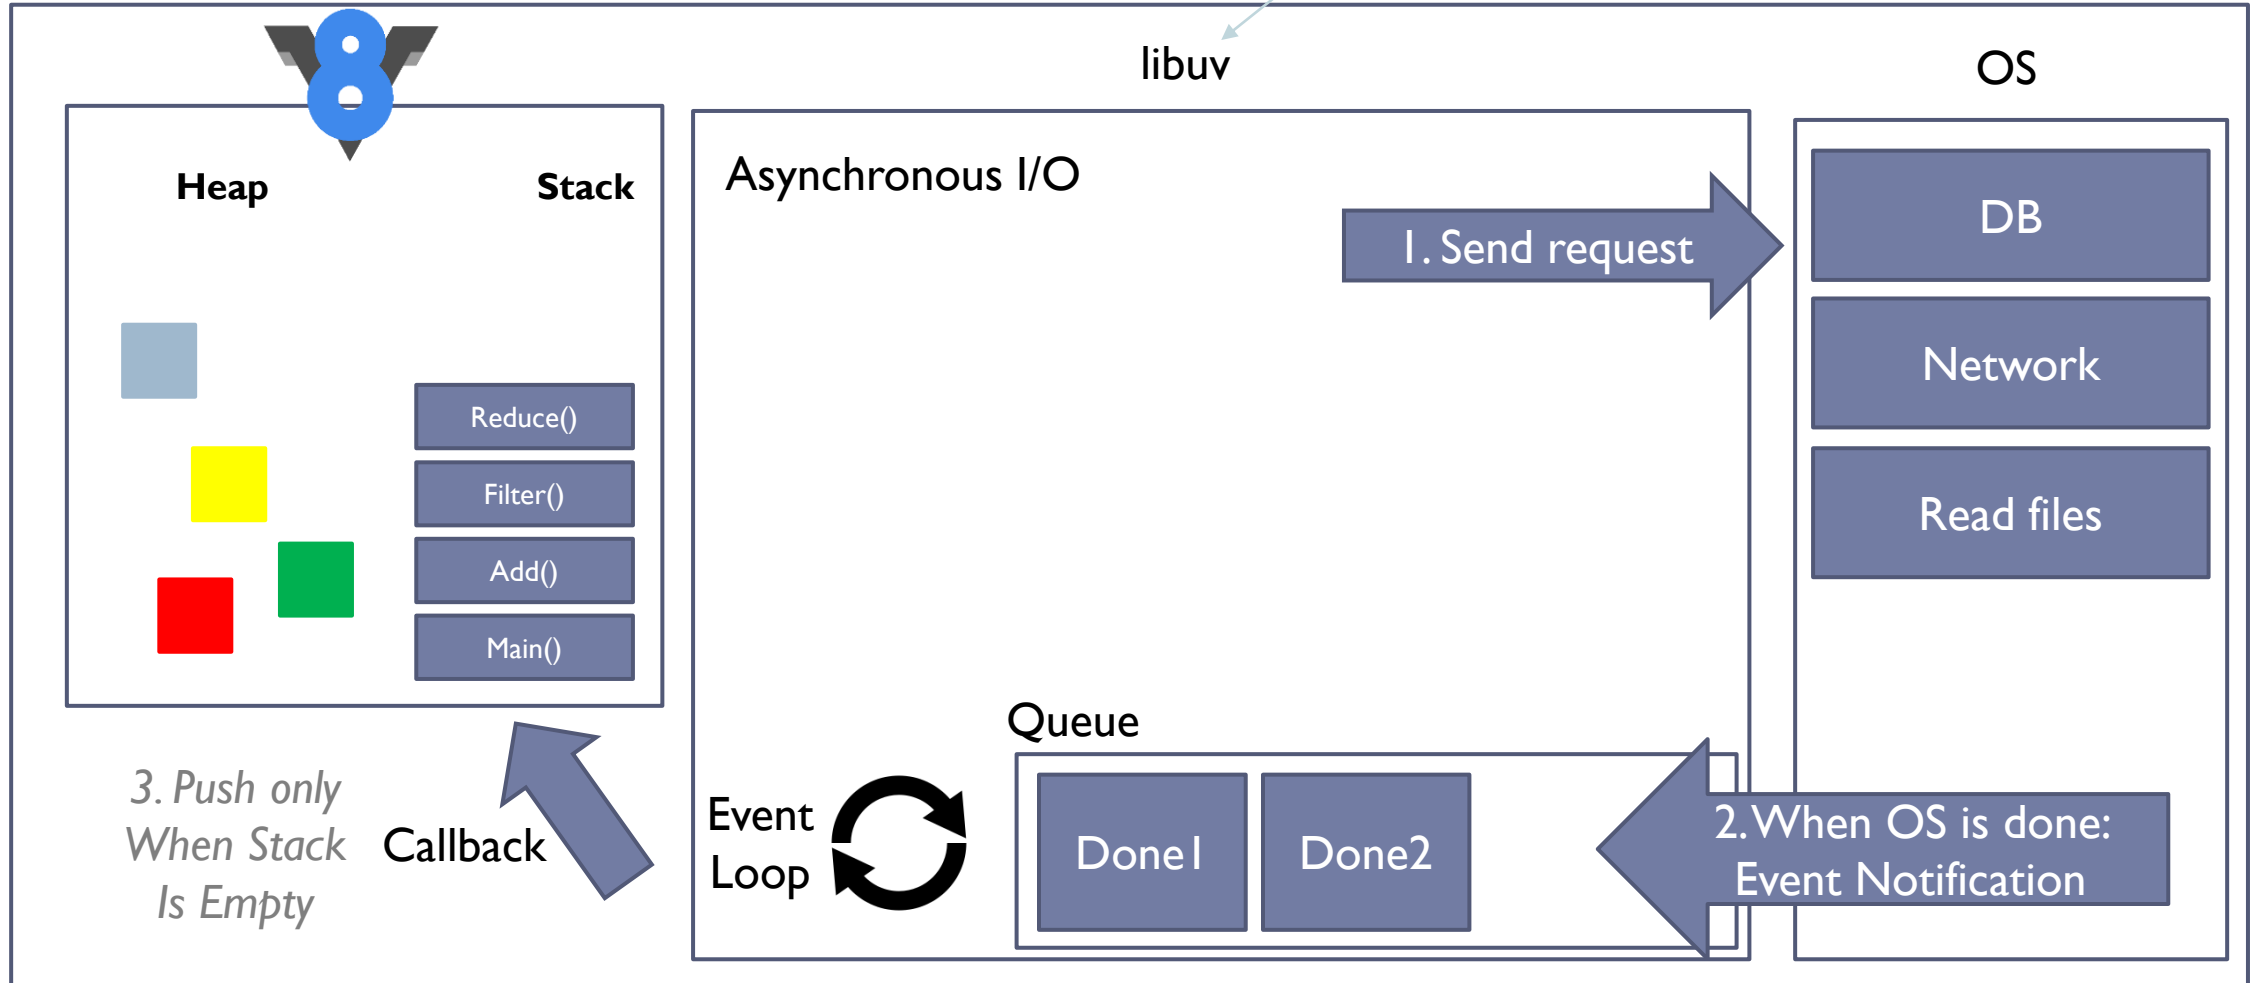 8
libuv
OS
Heap
Stack
Asynchronous I/O
1. Send request
DB
Network
Read files
Reduce()
Filter()
Add()
Main()
Queue
3. Push only
When Stack
Is Empty
Callback
Event
Loop
Done1
Done2
2. When OS is done:
Event Notification